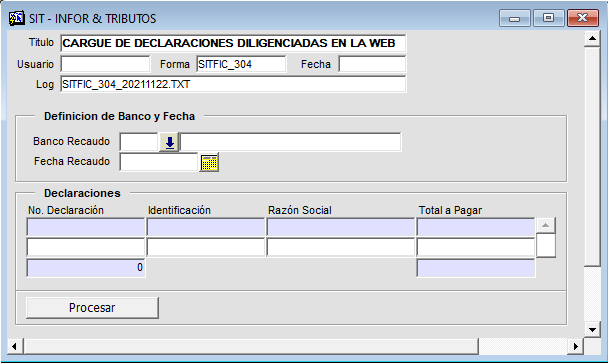 SIT - INFOR & TRIBUTOS
Titulo CARGUE DE DECLARACIONES DILIGENCIADAS EN LA WEB
Usuario Forma SITFIC_304 Fecha
Log SITFIC_304_20211122.TXT
Definicion de Banco y Fecha
Banco Recaudo
Fecha Recaudo
Declaraciones
No. Declaración Identificación Razón Social Total a Pagar
0
Procesar